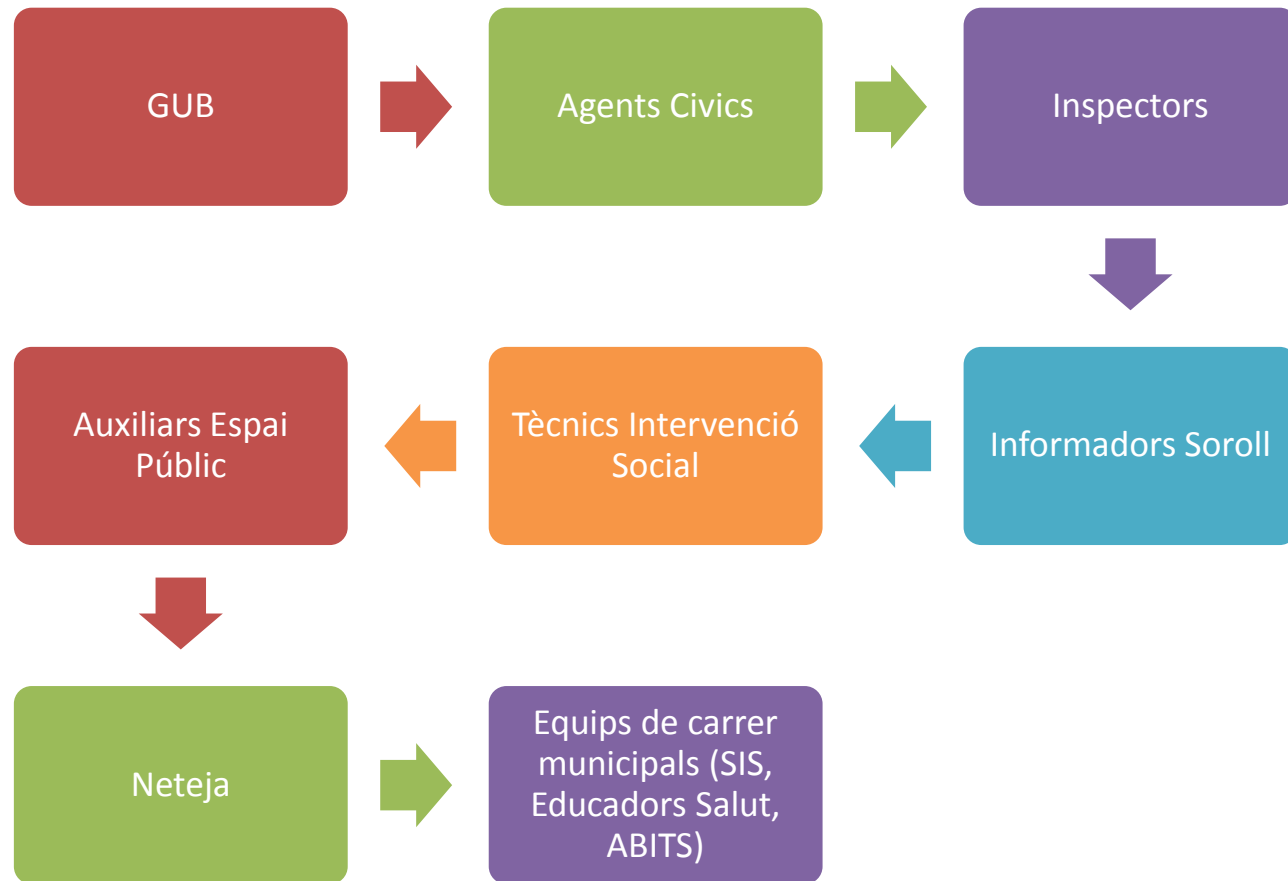 GUB
Agents Civics
Inspectors
Informadors Soroll
Tècnics Intervenció
Social
Auxiliars Espai
Públic
Neteja
Equips de carrer
municipals (SIS,
Educadors Salut,
ABITS)